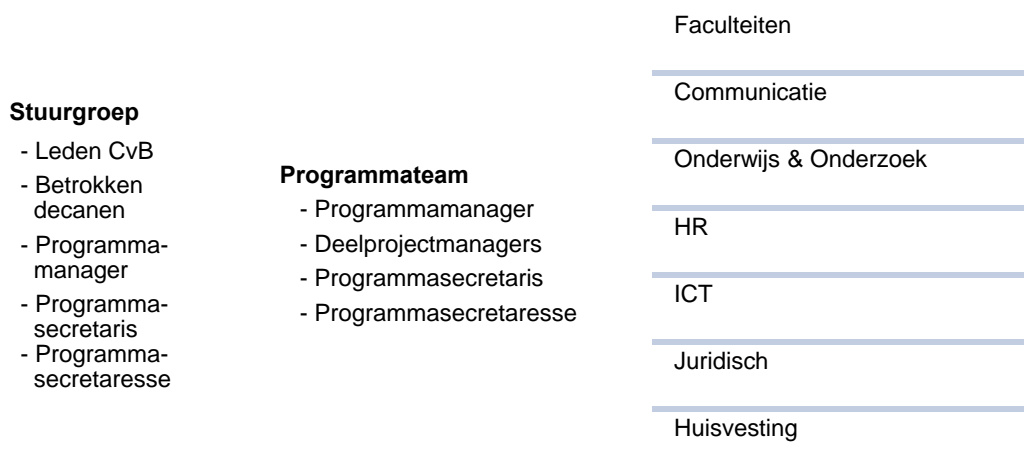 Stuurgroep
- Leden CvB
- Betrokken
decanen
- Programma-
manager
- Programma-
secretaris
- Programma-
secretaresse
Programmateam
- Programmamanager
- Deelprojectmanagers
- Programmasecretaris
- Programmasecretaresse
Faculteiten
Communicatie
Onderwijs & Onderzoek
HR
ICT
Juridisch
Huisvesting